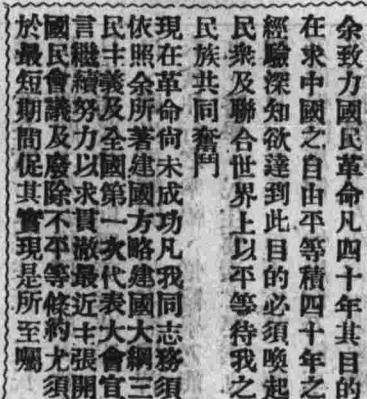 余致力國民革命凡四十年其目的
在求中國之自由平等積四十年之
經驗深知欲達到此目的必須喚起
民衆及聯合世界上以平等待我之
民族共同奮鬥
現在革命尚未成功凡我同志務須
依照余所著建國方略建國大綱三
民主義及全國第一次代表大會宣
言繼續努力以求貫澈最近主張開
國民會議及廢除不平等條約尤須
於最短期間促其實現是所至囑